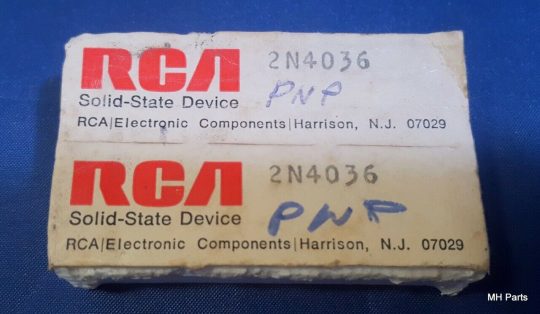 RCA 2N4036
PNP
Solid-State Device
RCA|Electronic Components|Harrison, N.J. 07029
RCA 2N4036
PNP
Solid-State Device
RCA|Electronic Components|Harrison, N.J. 07029
MH Parts